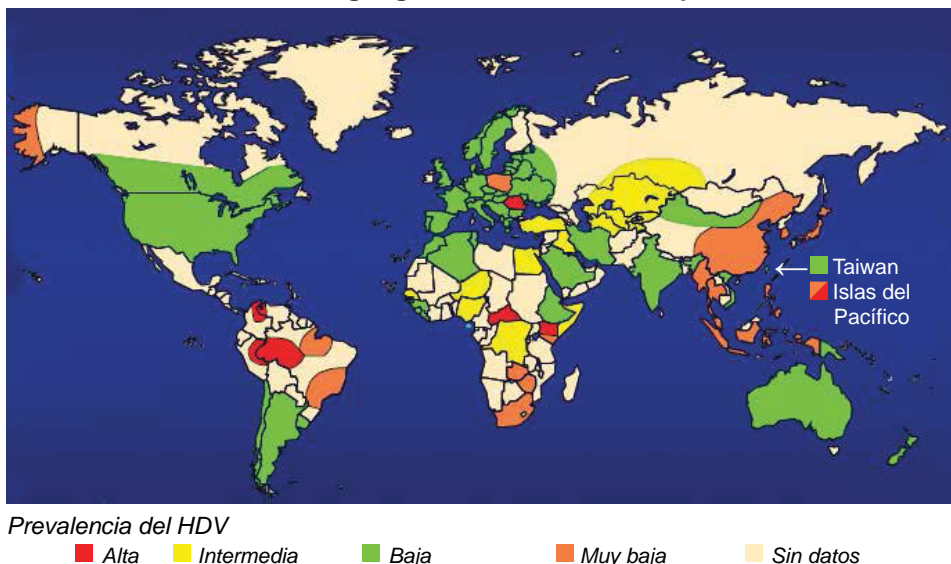 Taiwan
Islas del
Pacífico
Prevalencia del HDV
Alta Intermedia Baja Muy baja Sin datos